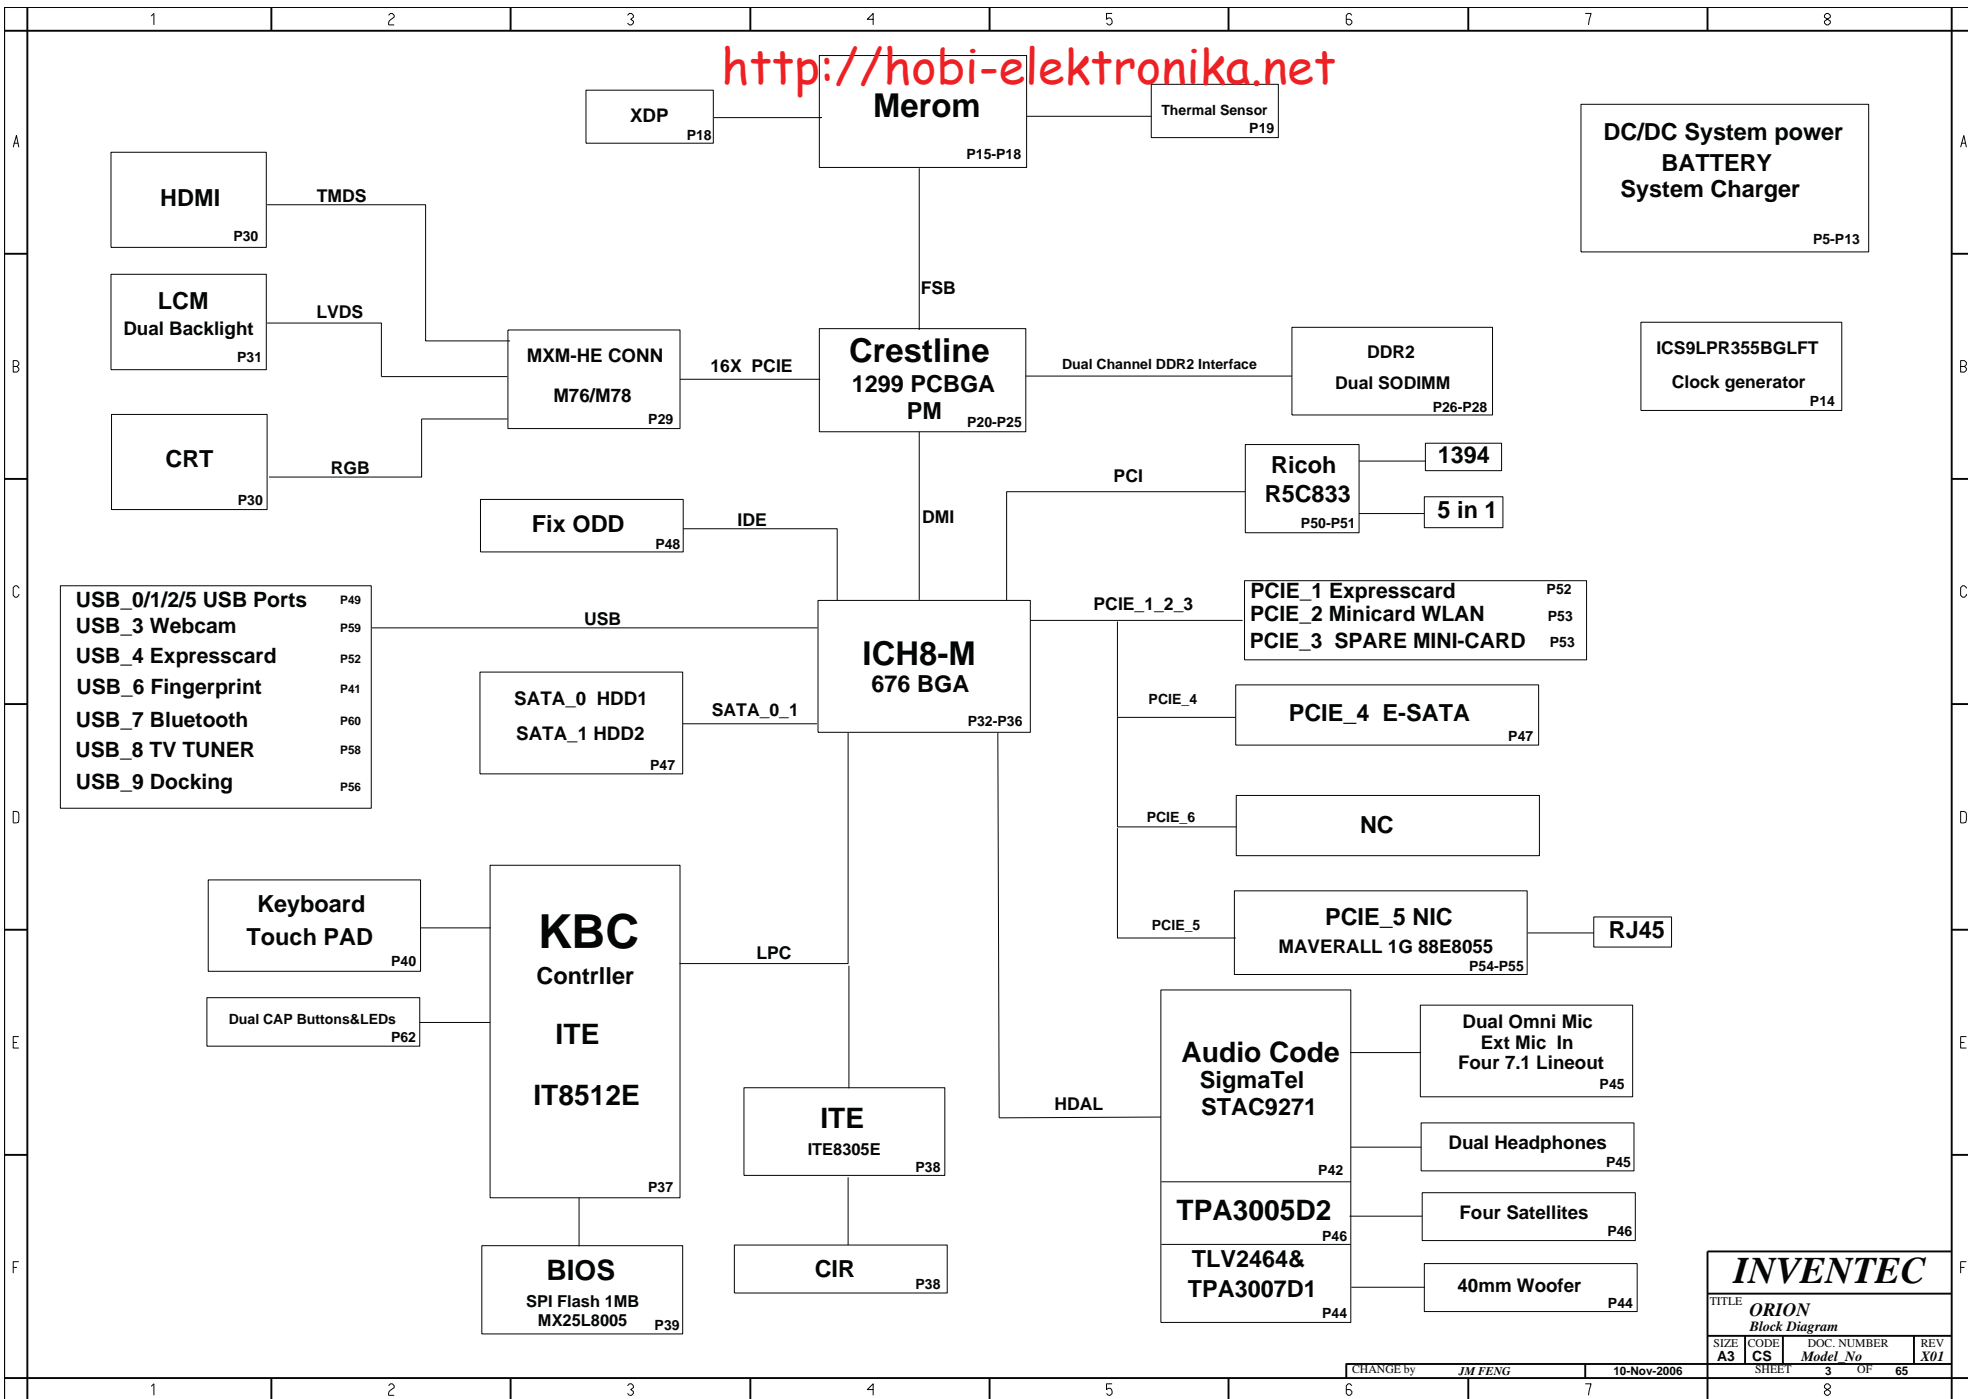 1 2 3 4 5 6 7 8
http://hobi-elektronika.net
A
XDP
P18
Merom
P15-P18
Thermal Sensor
P19
DC/DC System power
BATTERY
System Charger
P5-P13
A
HDMI
P30
TMDS
FSB
LCM
Dual Backlight
P31
LVDS
B
MXM-HE CONN
M76/M78
P29
16X PCIE
Crestline
1299 PCBGA
PM
P20-P25
Dual Channel DDR2 Interface
DDR2
Dual SODIMM
P26-P28
ICS9LPR355BGLFT
Clock generator
P14
B
CRT
P30
RGB
PCI
Ricoh
R5C833
P50-P51
1394
5 in 1
Fix ODD
P48
IDE
DMI
C
USB_0/1/2/5 USB Ports P49
USB_3 Webcam P59
USB_4 Expresscard P52
USB_6 Fingerprint P41
USB_7 Bluetooth P60
USB_8 TV TUNER P58
USB_9 Docking P56
USB
ICH8-M
676 BGA
P32-P36
PCIE_1_2_3
PCIE_1 Expresscard P52
PCIE_2 Minicard WLAN P53
PCIE_3 SPARE MINI-CARD P53
C
SATA_0 HDD1
SATA_1 HDD2
P47
SATA_0_1
PCIE_4
PCIE_4 E-SATA
P47
D
PCIE_6
NC
D
Keyboard
Touch PAD
P40
KBC
Contrller
ITE
IT8512E
P37
LPC
PCIE_5
PCIE_5 NIC
MAVERALL 1G 88E8055
P54-P55
RJ45
Dual CAP Buttons&LEDs
P62
E
ITE
ITE8305E
P38
HDAL
Audio Code
SigmaTel
STAC9271
P42
Dual Omni Mic
Ext Mic In
Four 7.1 Lineout
P45
E
Dual Headphones
P45
TPA3005D2
P46
Four Satellites
P46
F
BIOS
SPI Flash 1MB
MX25L8005
P39
CIR
P38
TLV2464&
TPA3007D1
P44
40mm Woofer
P44
F
INVENTEC
TITLE
ORION
Block Diagram
SIZE CODE DOC. NUMBER REV
A3 CS Model_No X01
CHANGE by JM FENG 10-Nov-2006 SHEET 3 OF 65
1 2 3 4 5 6 7 8